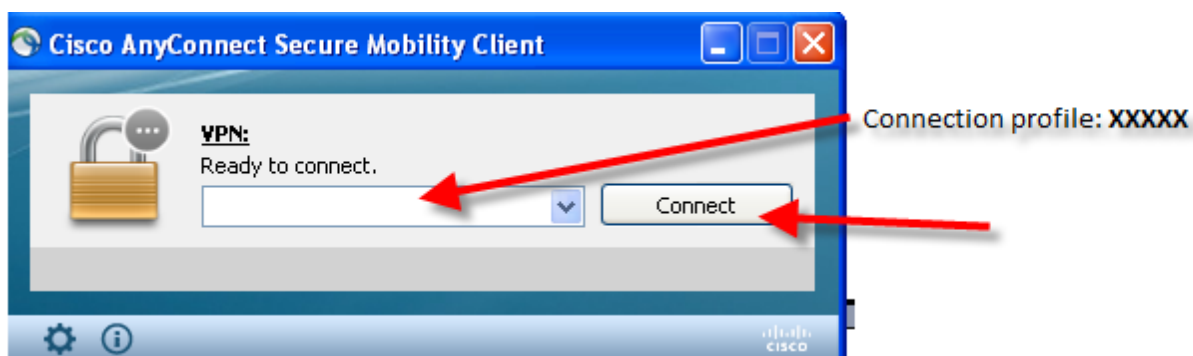 Cisco AnyConnect Secure Mobility Client
VPN:
Ready to connect.
Connect
Connection profile: XXXXX
CISCO